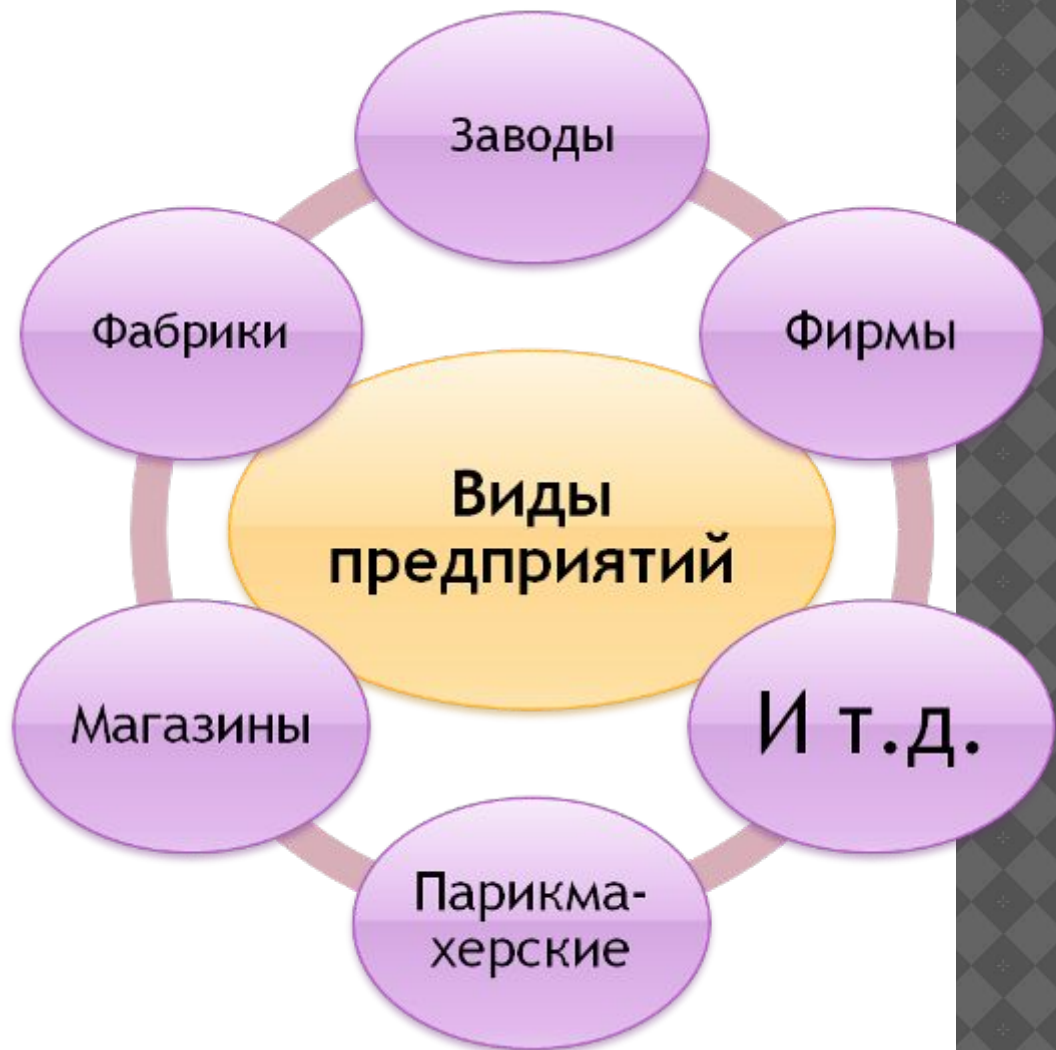 Заводы
Фабрики
Фирмы
Виды
предприятий
Магазины
И т.д.
Парикма-
херские